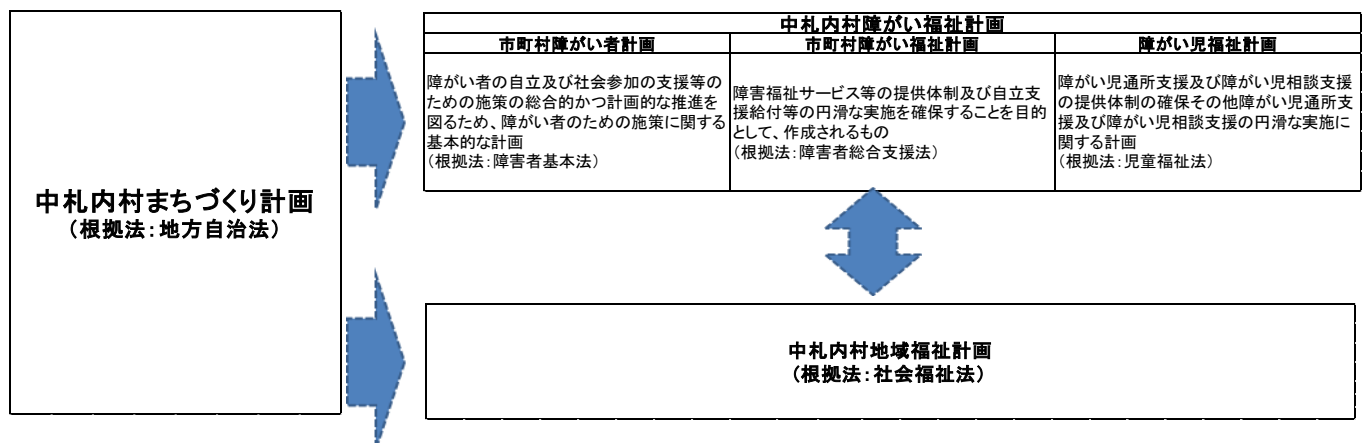 中札内村まちづくり計画
（根拠法：地方自治法）
中札内村障がい福祉計画
市町村障がい者計画
障がい者の自立及び社会参加の支援等の
ための施策の総合的かつ計画的な推進を
図るため、障がい者のための施策に関する
基本的な計画
（根拠法：障害者基本法）
市町村障がい福祉計画
障害福祉サービス等の提供体制及び自立支
援給付等の円滑な実施を確保することを目的
として、作成されるもの
（根拠法：障害者総合支援法）
障がい児福祉計画
障がい児通所支援及び障がい児相談支援
の提供体制の確保その他障がい児通所支
援及び障がい児相談支援の円滑な実施に
関する計画
（根拠法：児童福祉法）
中札内村地域福祉計画
（根拠法：社会福祉法）